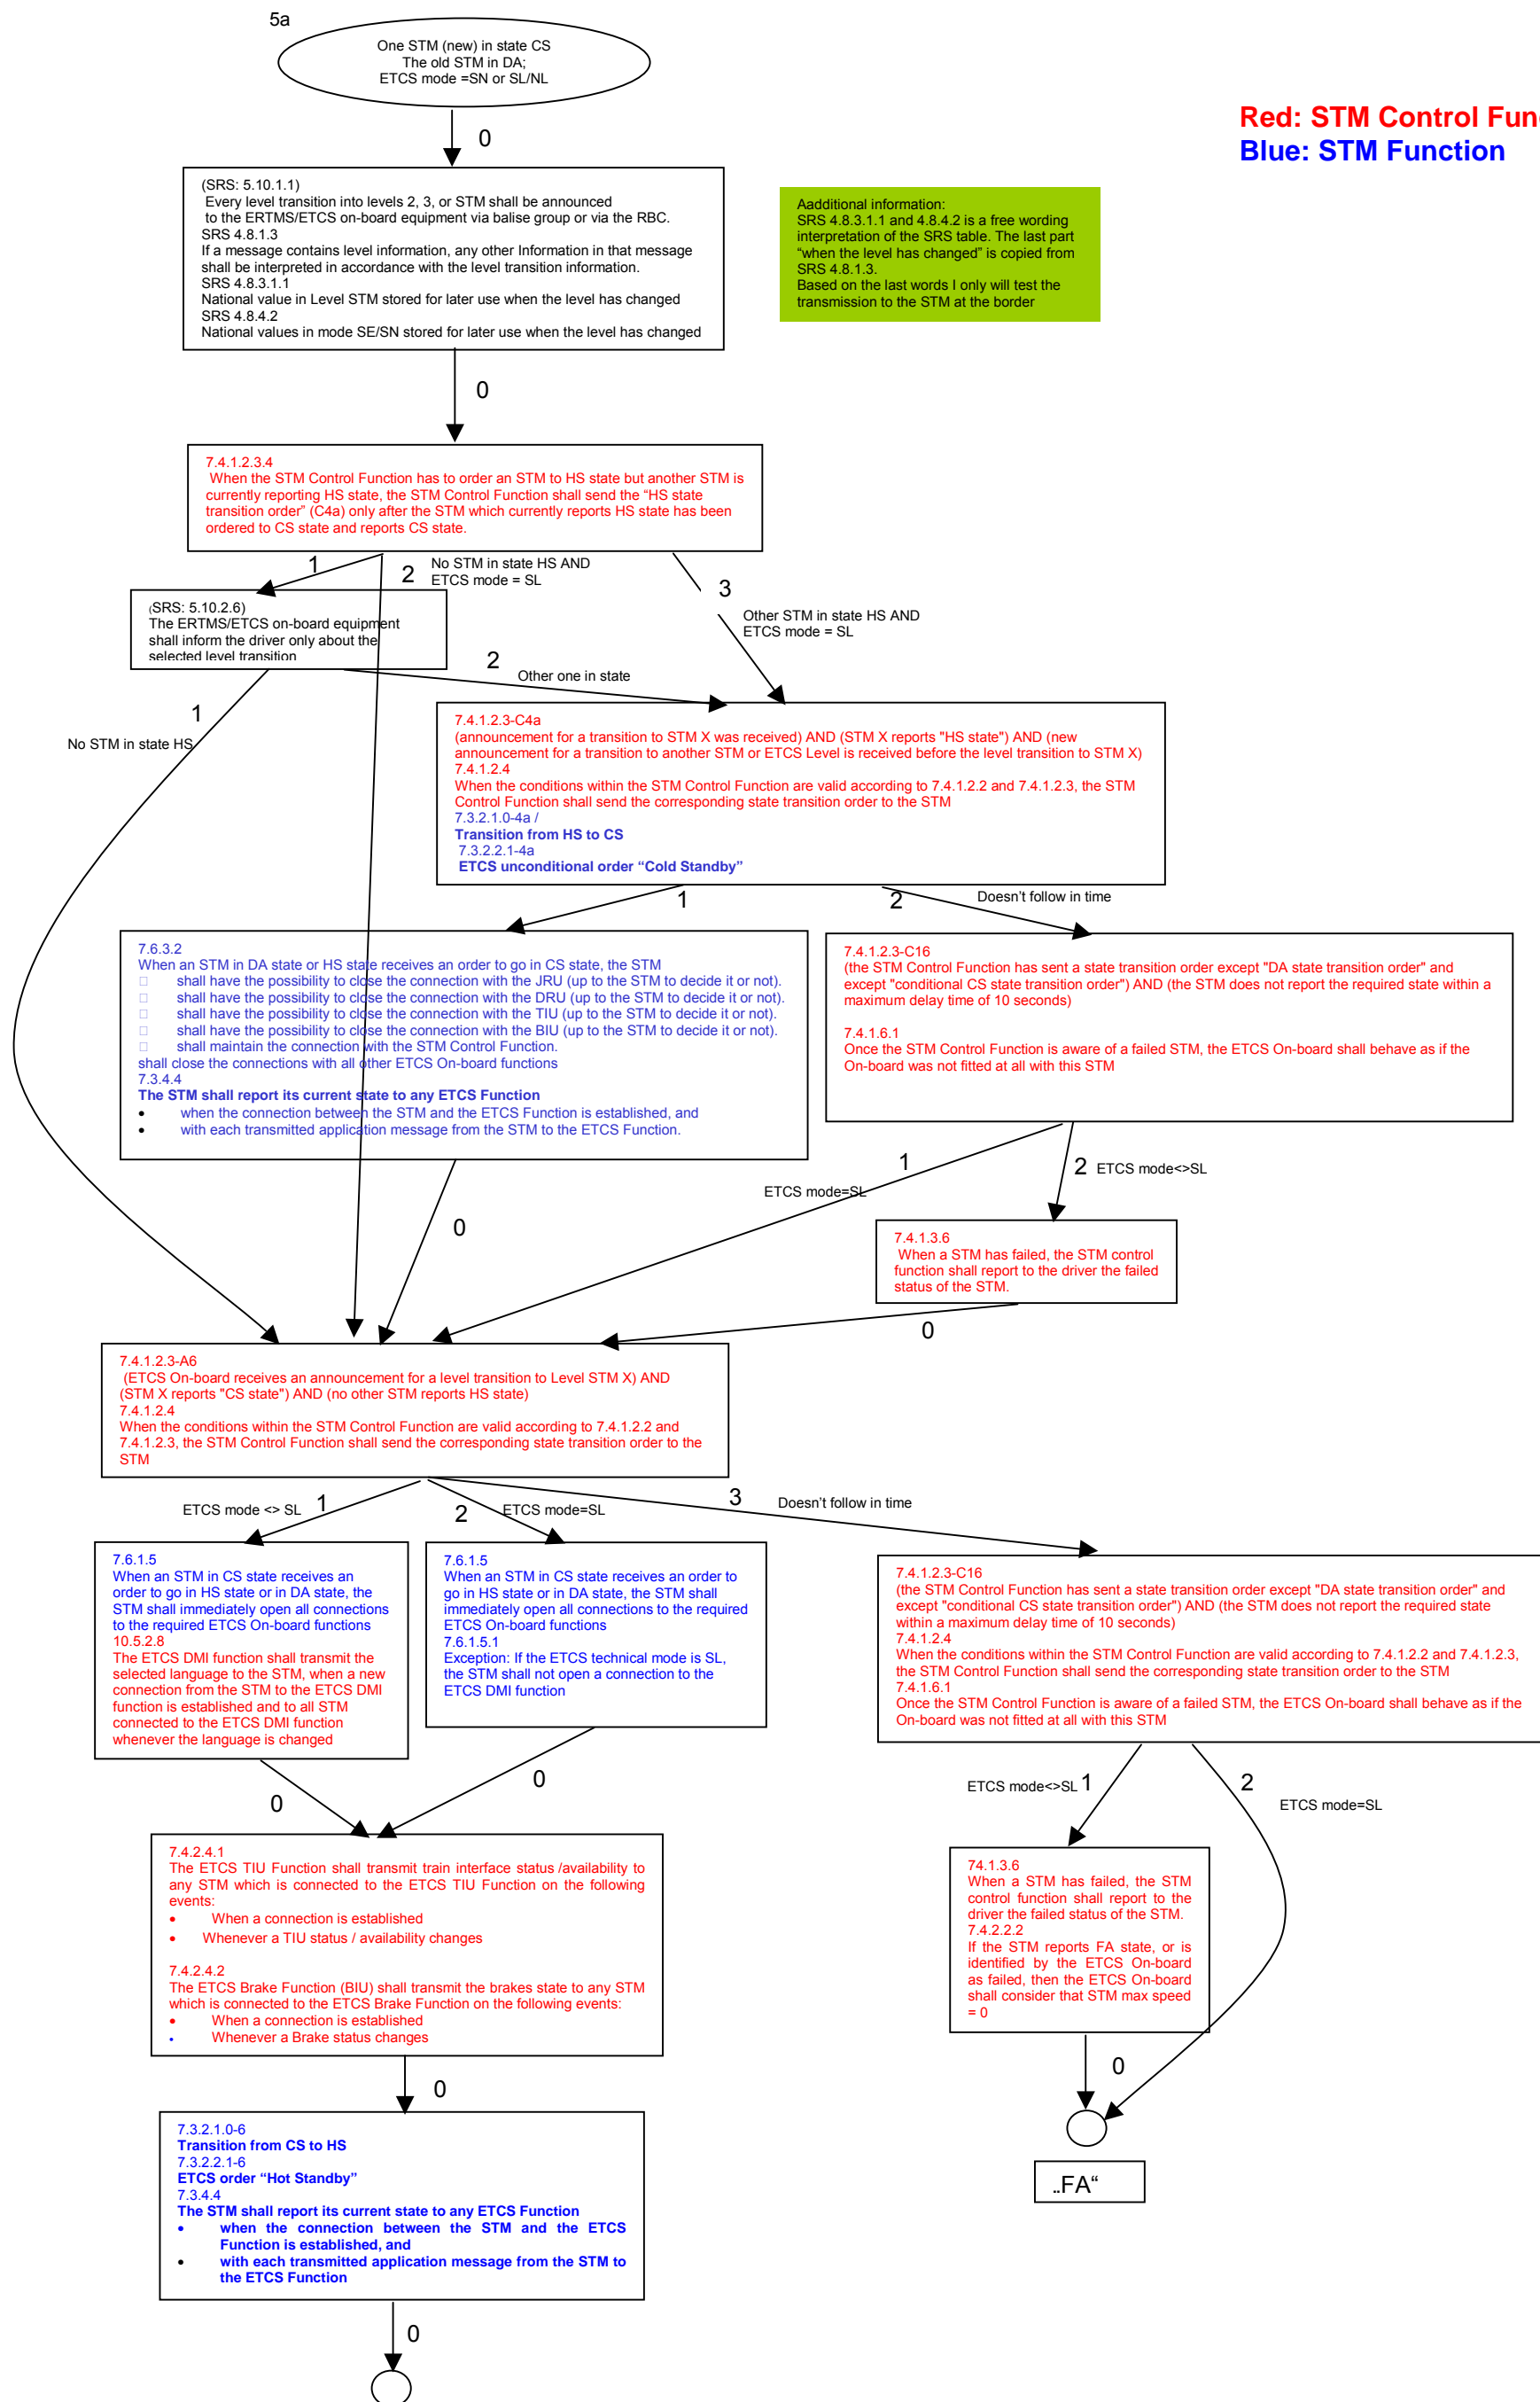 5a
One STM (new) in state CS
The old STM in DA;
ETCS mode =SN or SL/NL
0
Red: STM Control Fun
Blue: STM Function
(SRS: 5.10.1.1)
Every level transition into levels 2, 3, or STM shall be announced
to the ERTMS/ETCS on-board equipment via balise group or via the RBC.
SRS 4.8.1.3
If a message contains level information, any other Information in that message
shall be interpreted in accordance with the level transition information.
SRS 4.8.3.1.1
National value in Level STM stored for later use when the level has changed
SRS 4.8.4.2
National values in mode SE/SN stored for later use when the level has changed
Aadditional information:
SRS 4.8.3.1.1 and 4.8.4.2 is a free wording
interpretation of the SRS table. The last part
“when the level has changed” is copied from
SRS 4.8.1.3.
Based on the last words I only will test the
transmission to the STM at the border
0
7.4.1.2.3.4
When the STM Control Function has to order an STM to HS state but another STM is
currently reporting HS state, the STM Control Function shall send the “HS state
transition order” (C4a) only after the STM which currently reports HS state has been
ordered to CS state and reports CS state.
1
2
No STM in state HS AND
ETCS mode = SL
3
Other STM in state HS AND
ETCS mode = SL
(SRS: 5.10.2.6)
The ERTMS/ETCS on-board equipment
shall inform the driver only about the
selected level transition
2
Other one in state
1
No STM in state HS
7.4.1.2.3-C4a
(announcement for a transition to STM X was received) AND (STM X reports "HS state") AND (new
announcement for a transition to another STM or ETCS Level is received before the level transition to STM X)
7.4.1.2.4
When the conditions within the STM Control Function are valid according to 7.4.1.2.2 and 7.4.1.2.3, the STM
Control Function shall send the corresponding state transition order to the STM
7.3.2.1.0-4a /
Transition from HS to CS
7.3.2.2.1-4a
ETCS unconditional order “Cold Standby”
1
2
Doesn’t follow in time
7.6.3.2
When an STM in DA state or HS state receives an order to go in CS state, the STM
shall have the possibility to close the connection with the JRU (up to the STM to decide it or not).
shall have the possibility to close the connection with the DRU (up to the STM to decide it or not).
shall have the possibility to close the connection with the TIU (up to the STM to decide it or not).
shall have the possibility to close the connection with the BIU (up to the STM to decide it or not).
shall maintain the connection with the STM Control Function.
shall close the connections with all other ETCS On-board functions
7.3.4.4
The STM shall report its current state to any ETCS Function
• when the connection between the STM and the ETCS Function is established, and
• with each transmitted application message from the STM to the ETCS Function.
7.4.1.2.3-C16
(the STM Control Function has sent a state transition order except "DA state transition order" and
except "conditional CS state transition order") AND (the STM does not report the required state within a
maximum delay time of 10 seconds)
7.4.1.6.1
Once the STM Control Function is aware of a failed STM, the ETCS On-board shall behave as if the
On-board was not fitted at all with this STM
1
ETCS mode=SL
2 ETCS mode<>SL
0
7.4.1.3.6
When a STM has failed, the STM control
function shall report to the driver the failed
status of the STM.
0
7.4.1.2.3-A6
(ETCS On-board receives an announcement for a level transition to Level STM X) AND
(STM X reports "CS state") AND (no other STM reports HS state)
7.4.1.2.4
When the conditions within the STM Control Function are valid according to 7.4.1.2.2 and
7.4.1.2.3, the STM Control Function shall send the corresponding state transition order to the
STM
ETCS mode <> SL 1
2 ETCS mode=SL
3 Doesn’t follow in time
7.6.1.5
When an STM in CS state receives an
order to go in HS state or in DA state, the
STM shall immediately open all connections
to the required ETCS On-board functions
10.5.2.8
The ETCS DMI function shall transmit the
selected language to the STM, when a new
connection from the STM to the ETCS DMI
function is established and to all STM
connected to the ETCS DMI function
whenever the language is changed
7.6.1.5
When an STM in CS state receives an order to
go in HS state or in DA state, the STM shall
immediately open all connections to the required
ETCS On-board functions
7.6.1.5.1
Exception: If the ETCS technical mode is SL,
the STM shall not open a connection to the
ETCS DMI function
7.4.1.2.3-C16
(the STM Control Function has sent a state transition order except "DA state transition order" and
except "conditional CS state transition order") AND (the STM does not report the required state
within a maximum delay time of 10 seconds)
7.4.1.2.4
When the conditions within the STM Control Function are valid according to 7.4.1.2.2 and 7.4.1.2.3,
the STM Control Function shall send the corresponding state transition order to the STM
7.4.1.6.1
Once the STM Control Function is aware of a failed STM, the ETCS On-board shall behave as if the
On-board was not fitted at all with this STM
0
0
ETCS mode<>SL 1
2
ETCS mode=SL
7.4.2.4.1
The ETCS TIU Function shall transmit train interface status /availability to
any STM which is connected to the ETCS TIU Function on the following
events:
• When a connection is established
• Whenever a TIU status / availability changes
7.4.2.4.2
The ETCS Brake Function (BIU) shall transmit the brakes state to any STM
which is connected to the ETCS Brake Function on the following events:
• When a connection is established
• Whenever a Brake status changes
74.1.3.6
When a STM has failed, the STM
control function shall report to the
driver the failed status of the STM.
7.4.2.2.2
If the STM reports FA state, or is
identified by the ETCS On-board
as failed, then the ETCS On-board
shall consider that STM max speed
= 0
0
0
7.3.2.1.0-6
Transition from CS to HS
7.3.2.2.1-6
ETCS order “Hot Standby”
7.3.4.4
The STM shall report its current state to any ETCS Function
• when the connection between the STM and the ETCS
Function is established, and
• with each transmitted application message from the STM to
the ETCS Function
„FA“
0